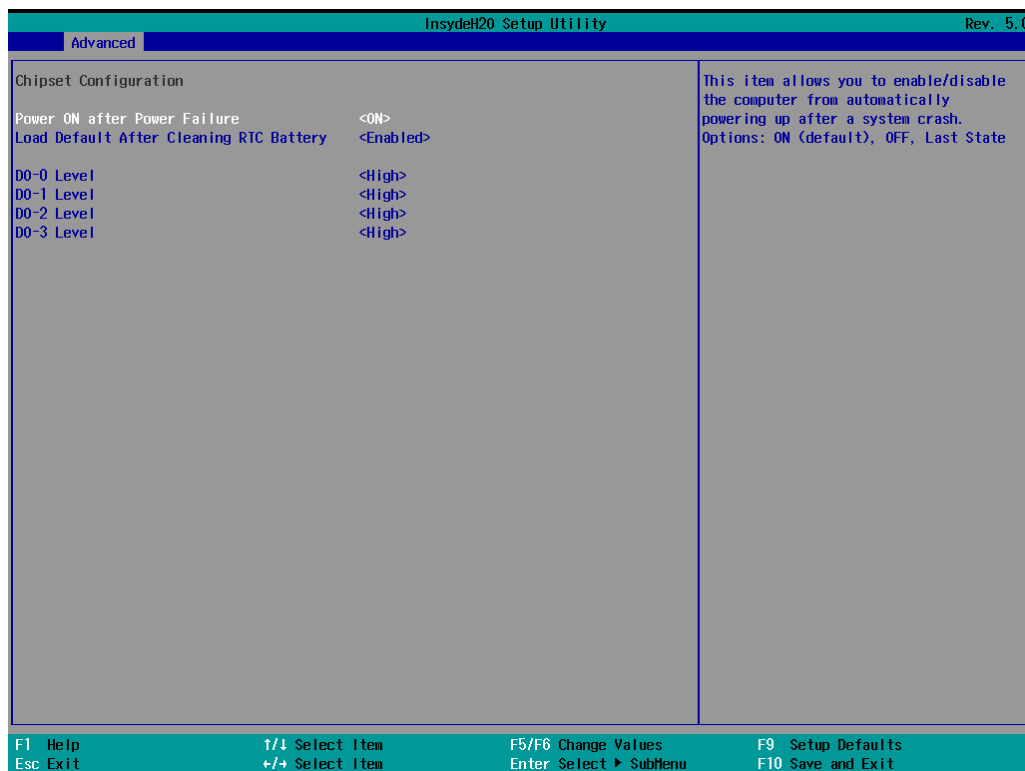 InsydeH20 Setup Utility Rev. 5.0
Advanced
Chipset Configuration
Power ON after Power Failure <ON>
Load Default After Cleaning RTC Battery <Enabled>
DO-0 Level <High>
DO-1 Level <High>
DO-2 Level <High>
DO-3 Level <High>
This item allows you to enable/disable
the computer from automatically
powering up after a system crash.
Options: ON (default), OFF, Last State
F1 Help ↑/↓ Select Item F5/F6 Change Values F9 Setup Defaults
Esc Exit ←/→ Select Item Enter Select ▶ SubMenu F10 Save and Exit